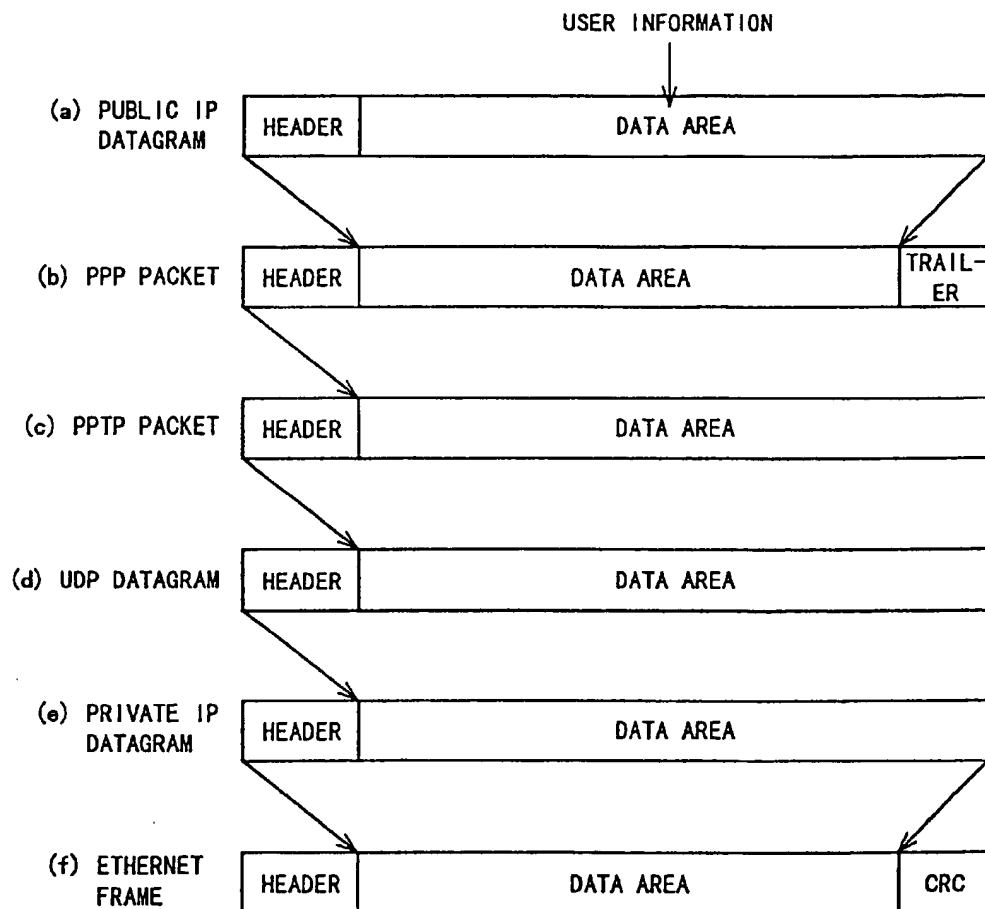 USER INFORMATION
(a) PUBLIC IP
DATAGRAM
HEADER
DATA AREA
(b) PPP PACKET
HEADER
DATA AREA
TRAIL-
ER
(c) PPTP PACKET
HEADER
DATA AREA
(d) UDP DATAGRAM
HEADER
DATA AREA
(e) PRIVATE IP
DATAGRAM
HEADER
DATA AREA
(f) ETHERNET
FRAME
HEADER
DATA AREA
CRC